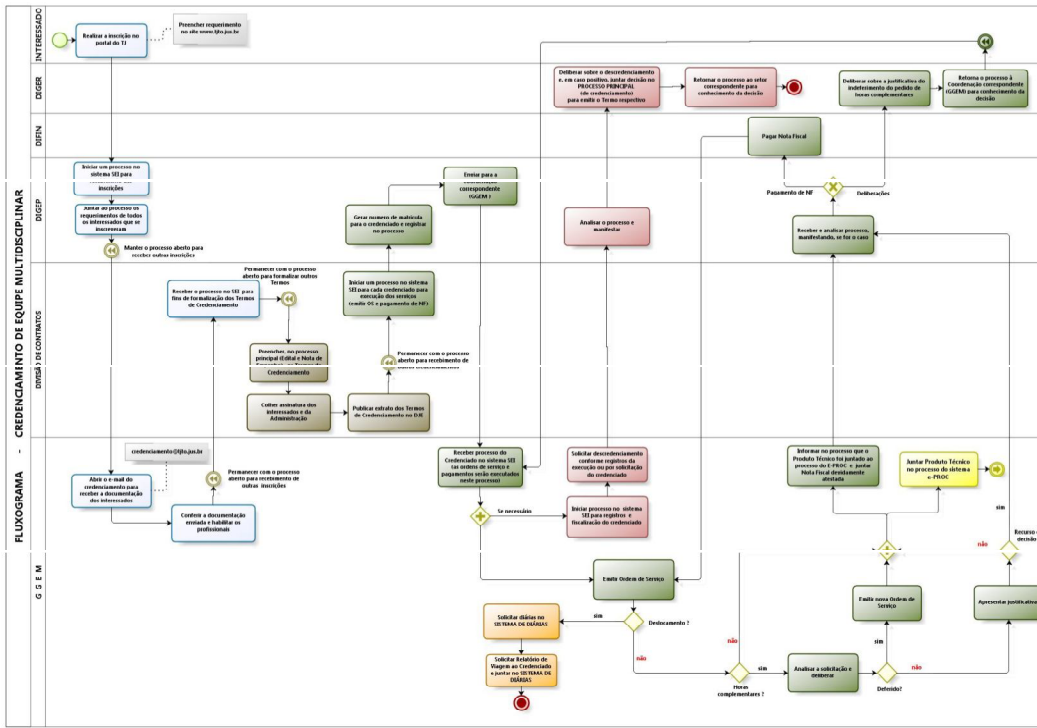 FLUXOGRAMA - CREDENCIAMENTO DE EQUIPE MULTIDISCIPLINAR
INTERESSADO
Realizar a inscrição no
portal do TJ
Preencher requerimento
no site www.tjto.jus.br
DIGER
Deliberar sobre o descredenciamento
e, em caso positivo, juntar decisão no
PROCESSO PRINCIPAL
(de credenciamento)
para emitir o Termo respectivo
Retornar o processo ao setor
correspondente para
conhecimento da decisão
Deliberar sobre a justificativa do
indeferimento do pedido de
horas complementares
Retorna o processo à
Coordenação correspondente
(GGEM) para conhecimento da
decisão
DIFIN
Pagar Nota Fiscal
DIGEP
Iniciar um processo no
sistema SEI para
inscrições
Juntar ao processo os
requerimentos de todos
os interessados que se
inscreveram
Manter o processo aberto para
receber outras inscrições
Gerar número de matrícula
para o credenciado e registrar
no processo
Enviar para a
correspondente
(GGEM)
Analisar o processo e
manifestar
Pagamento de NF
Deliberações
Receber e analisar processo,
manifestando, se for o caso
DIVISÃO DE CONTRATOS
Receber o processo no SEI para
fins de formalização dos Termos
de Credenciamento
Permanecer com o processo
aberto para formalizar outros
Termos
Preencher, no processo
principal (Edital e Nota de
Credenciamento
Colher assinatura dos
interessados e da
Administração
Publicar extrato dos Termos
de Credenciamento no DJE
Iniciar um processo no sistema
SEI para cada credenciado para
execução dos serviços
(emitir OS e pagamento de NF)
Permanecer com o processo
aberto para recebimento de
G S E M
credenciamento@tjto.jus.br
Abrir o e-mail do
credenciamento para
receber a documentação
dos interessados
Conferir a documentação
enviada e habilitar os
profissionais
Permanecer com o processo
aberto para recebimento de
outras inscrições
Receber processo do
Credenciado no sistema SEI
(as ordens de serviço e
pagamentos serão executados
neste processo)
Se necessário
Solicitar descredenciamento
conforme registros da
execução ou por solicitação
do credenciado
Iniciar processo no sistema
SEI para registros e
fiscalização do credenciado
Informar no processo que o
Produto Técnico foi juntado ao
processo do E-PROC e juntar
Nota Fiscal devidamente
atestada
Juntar Produto Técnico
no processo do sistema
e-PROC
sim
não
Recurso
decisão
Emitir Ordem de Serviço
Deslocamento ?
sim
não
Solicitar diárias no
SISTEMA DE DIÁRIAS
Solicitar Relatório de
Viagem ao Credenciado
e juntar no SISTEMA DE
DIÁRIAS
Horas
complementares ?
não
sim
Analisar a solicitação e
deliberar
Deferido?
sim
não
Emitir nova Ordem de
Serviço
Apresentar justificativa